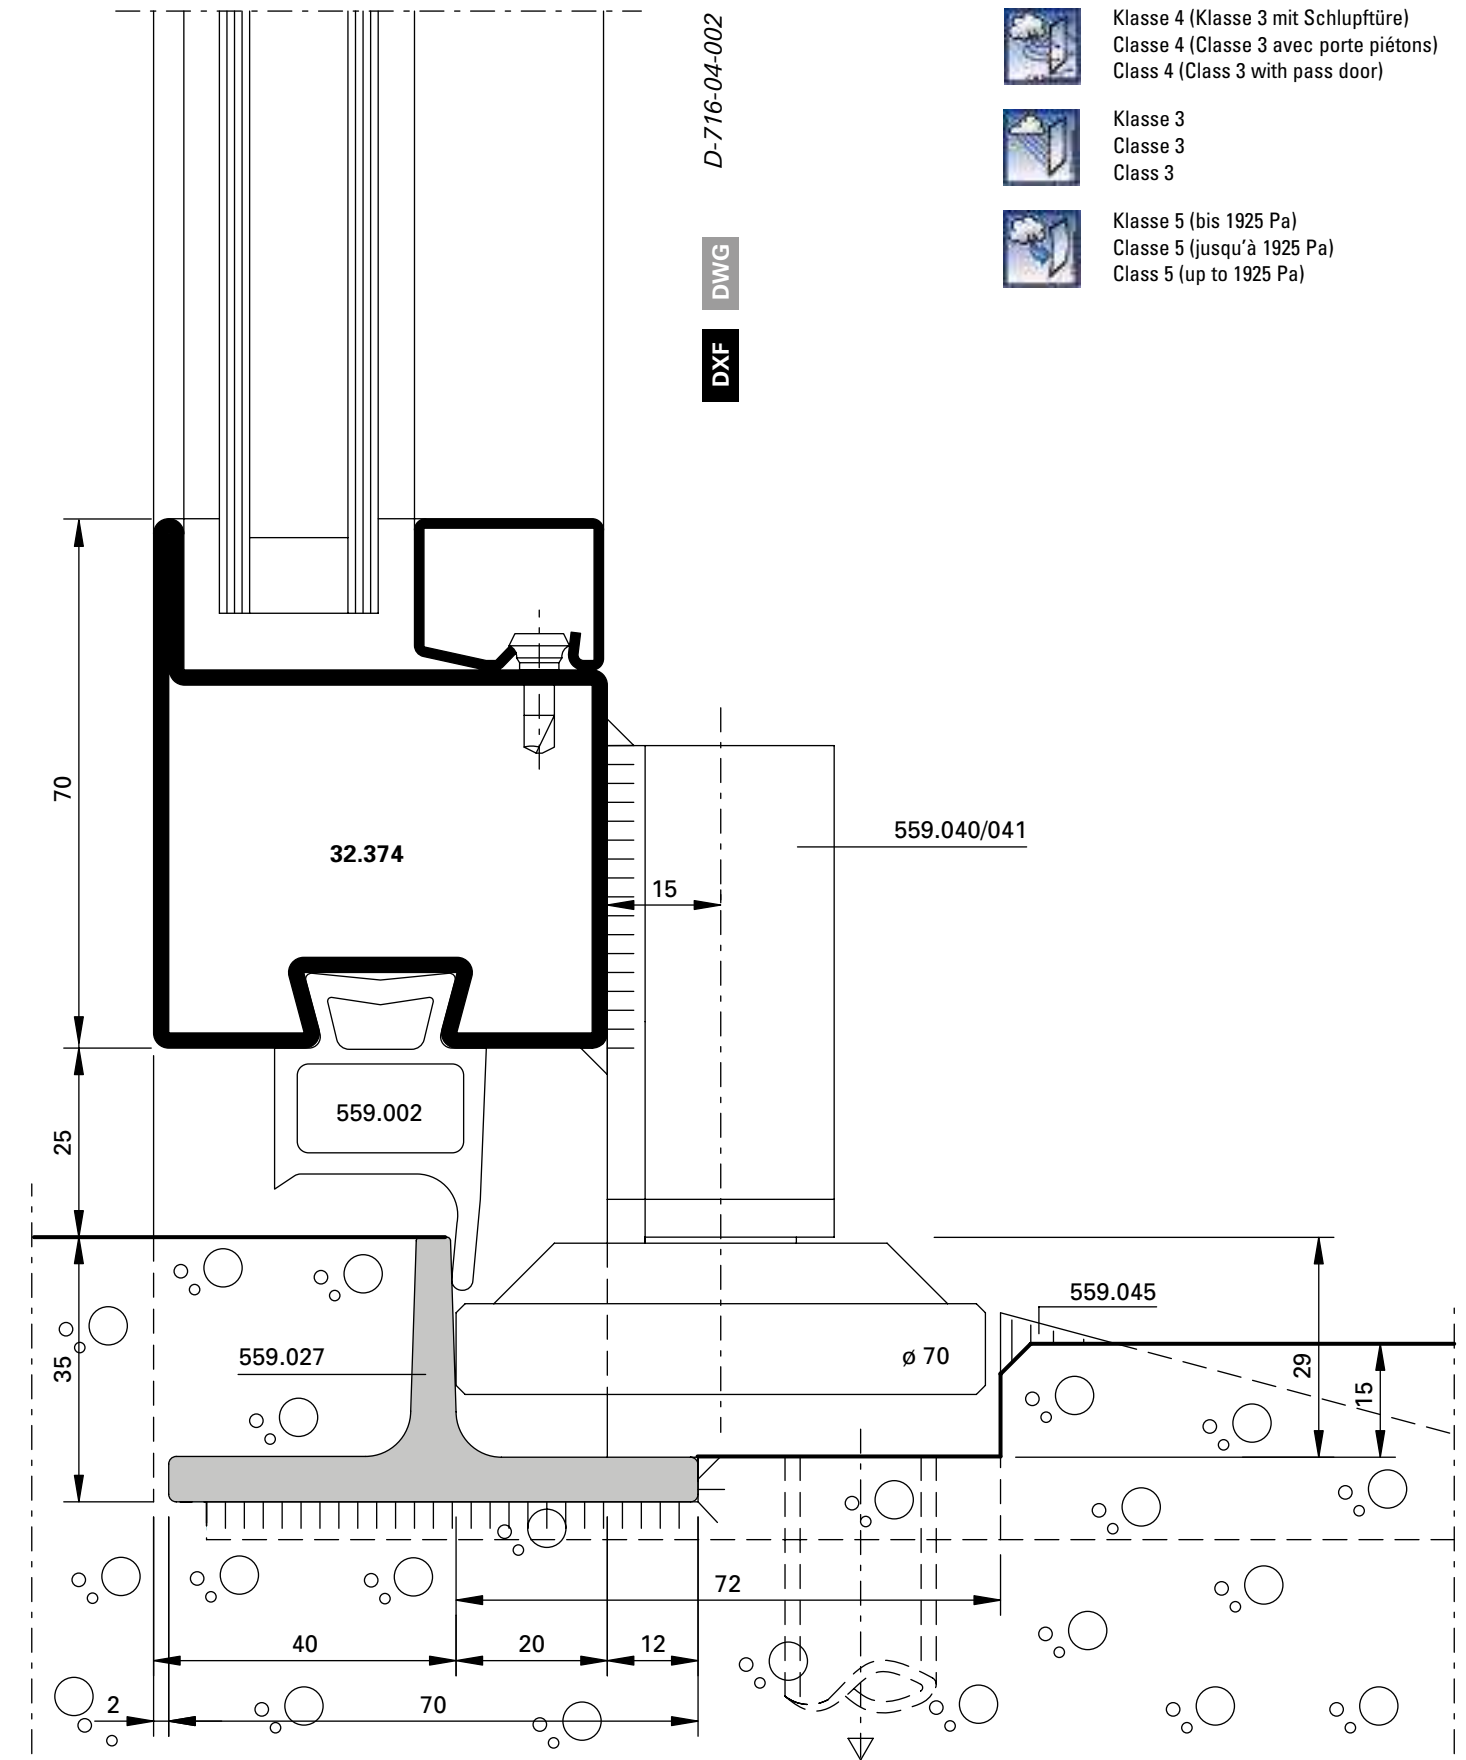 D-716-04-002
DWG
DXF
Klasse 4 (Klasse 3 mit Schlupftüre)
Classe 4 (Classe 3 avec porte piétons)
Class 4 (Class 3 with pass door)
Klasse 3
Classe 3
Class 3
Klasse 5 (bis 1925 Pa)
Classe 5 (jusqu'à 1925 Pa)
Class 5 (up to 1925 Pa)
70
559.040/041
32.374
15
559.002
25
559.045
559.027
35
ø 70
29
15
72
40
20
12
2
70